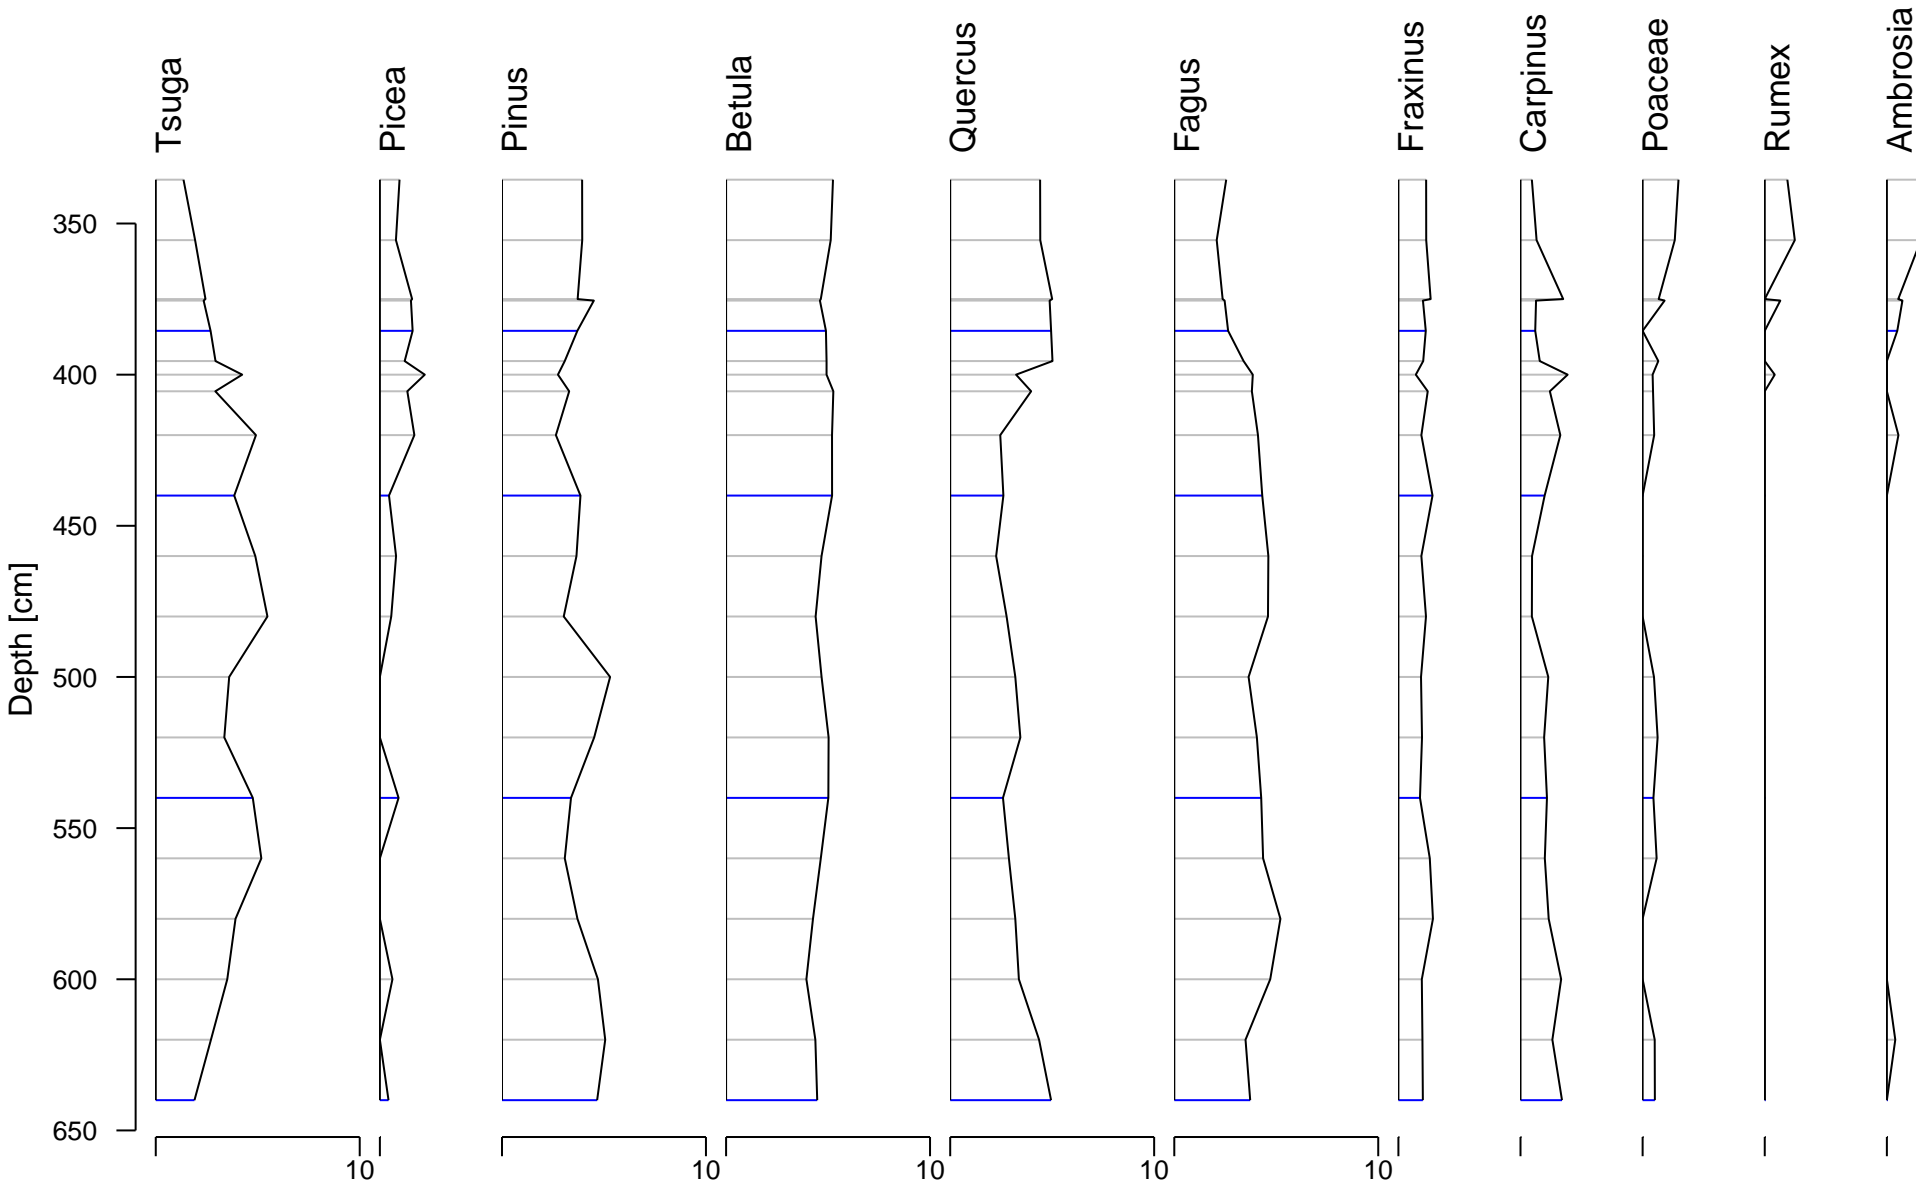 Tsuga Picea Pinus Betula Quercus Fagus Fraxinus Carpinus Poaceae Rumex Ambrosia
Depth [cm]
350
400
450
500
550
600
650
10 10 10 10 10